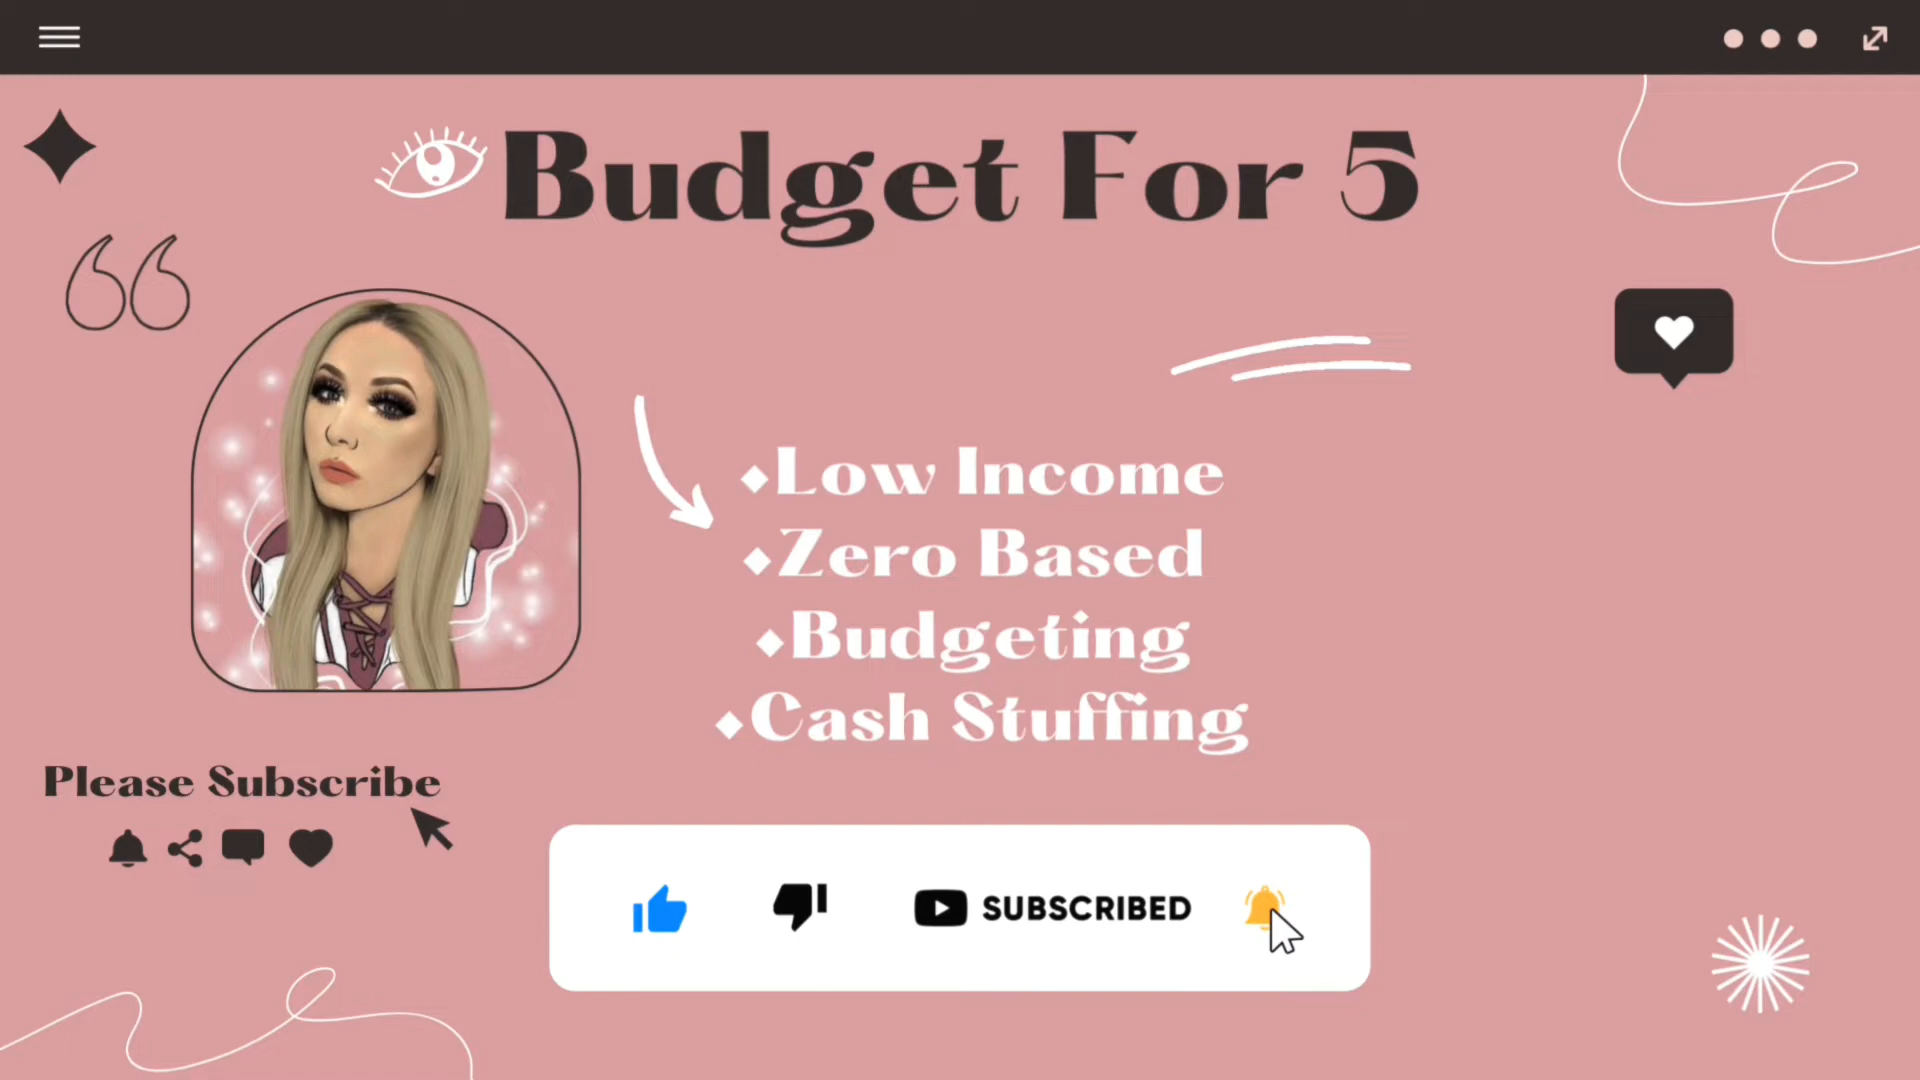 Budget For 5
◆Low Income
◆Zero Based
◆Budgeting
◆Cash Stuffing
Please Subscribe
SUBSCRIBED